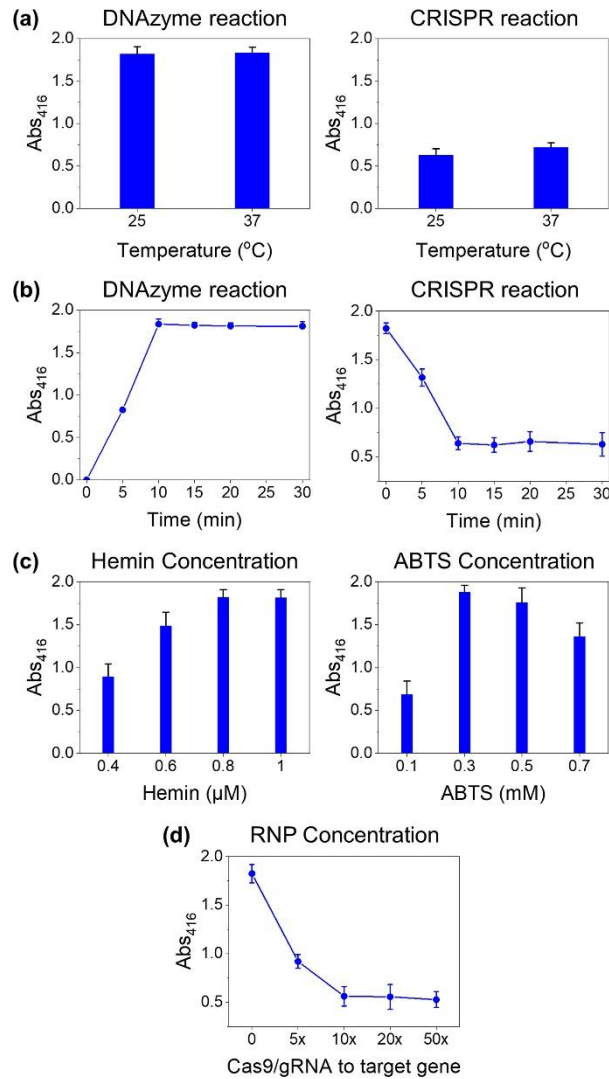 (a) DNAzyme reaction CRISPR reaction
2.0 2.0
1.5 1.5
1.0 1.0
0.5 0.5
0.0 0.0
Abs416 Abs416
25 37 25 37
Temperature (°C) Temperature (°C)
(b) DNAzyme reaction CRISPR reaction
2.0 2.0
1.5 1.5
1.0 1.0
0.5 0.5
0.0
Abs416 Abs416
0 5 10 15 20 25 30 0 5 10 15 20 25 30
Time (min) Time (min)
(c) Hemin Concentration ABTS Concentration
2.0 2.0
1.5 1.5
1.0 1.0
0.5 0.5
0.0 0.0
Abs416 Abs416
0.4 0.6 0.8 1 0.1 0.3 0.5 0.7
Hemin (µM) ABTS (mM)
(d) RNP Concentration
2.0
1.5
1.0
0.5
Abs416
0 5x 10x 20x 50x
Cas9/gRNA to target gene